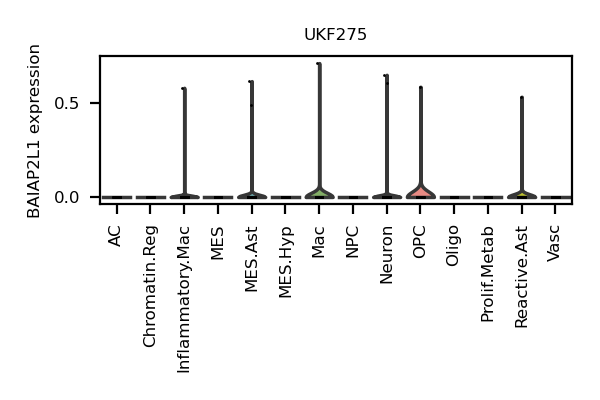 UKF275
BAIAP2L1 expression
0.5
0.0
AC
Chromatin.Reg
Inflammatory.Mac
MES
MES.Ast
MES.Hyp
Mac
NPC
Neuron
OPC
Oligo
Prolif.Metab
Reactive.Ast
Vasc